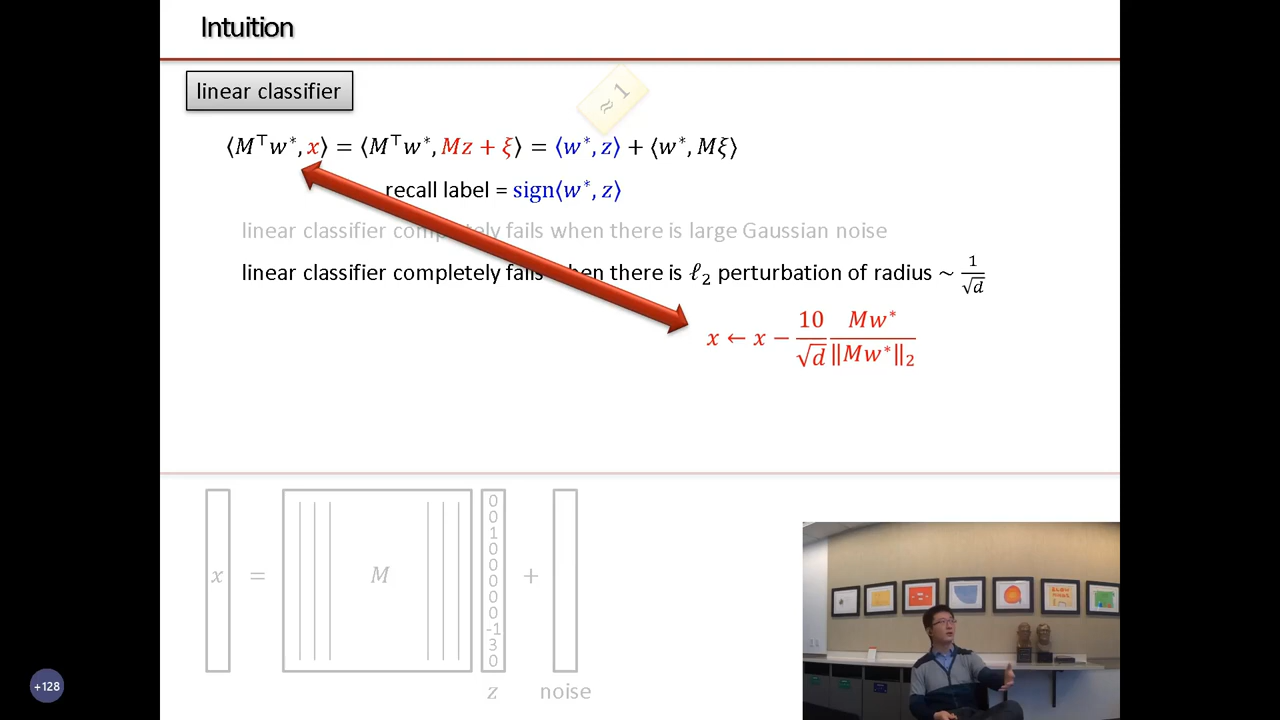 Intuition
linear classifier
≈ 1
⟨M⊤w*, x⟩ = ⟨M⊤w*, Mz + ξ⟩ = ⟨w*, z⟩ + ⟨w*, Mξ⟩
recall label = sign⟨w*, z⟩
linear classifier completely fails when there is large Gaussian noise
linear classifier completely fails when there is ℓ₂ perturbation of radius ~ 1/√d
x ← x − 10/√d Mw*/‖Mw*‖₂
0
0
1
0
0
0
0
0
-1
3
0
x = M +
z noise
+128